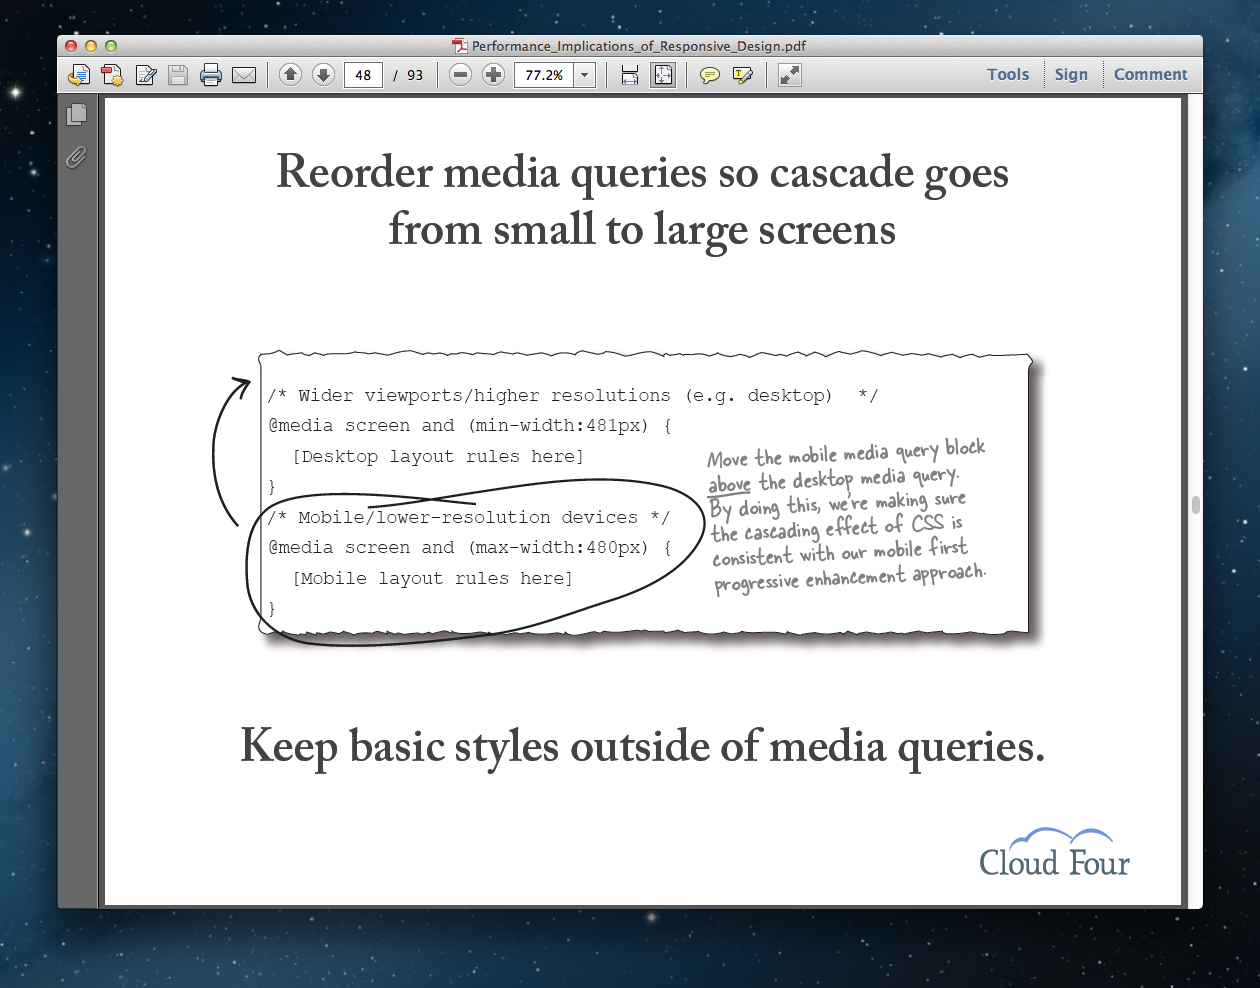 Performance_Implications_of_Responsive_Design.pdf
48 / 93 77.2% Tools Sign Comment
Reorder media queries so cascade goes
from small to large screens
/* Wider viewports/higher resolutions (e.g. desktop) */
@media screen and (min-width:481px) {
[Desktop layout rules here]
}
/* Mobile/lower-resolution devices */
@media screen and (max-width:480px) {
[Mobile layout rules here]
}
Move the mobile media query block
above the desktop media query.
By doing this, we're making sure
the cascading effect of CSS is
consistent with our mobile first
progressive enhancement approach.
Keep basic styles outside of media queries.
Cloud Four